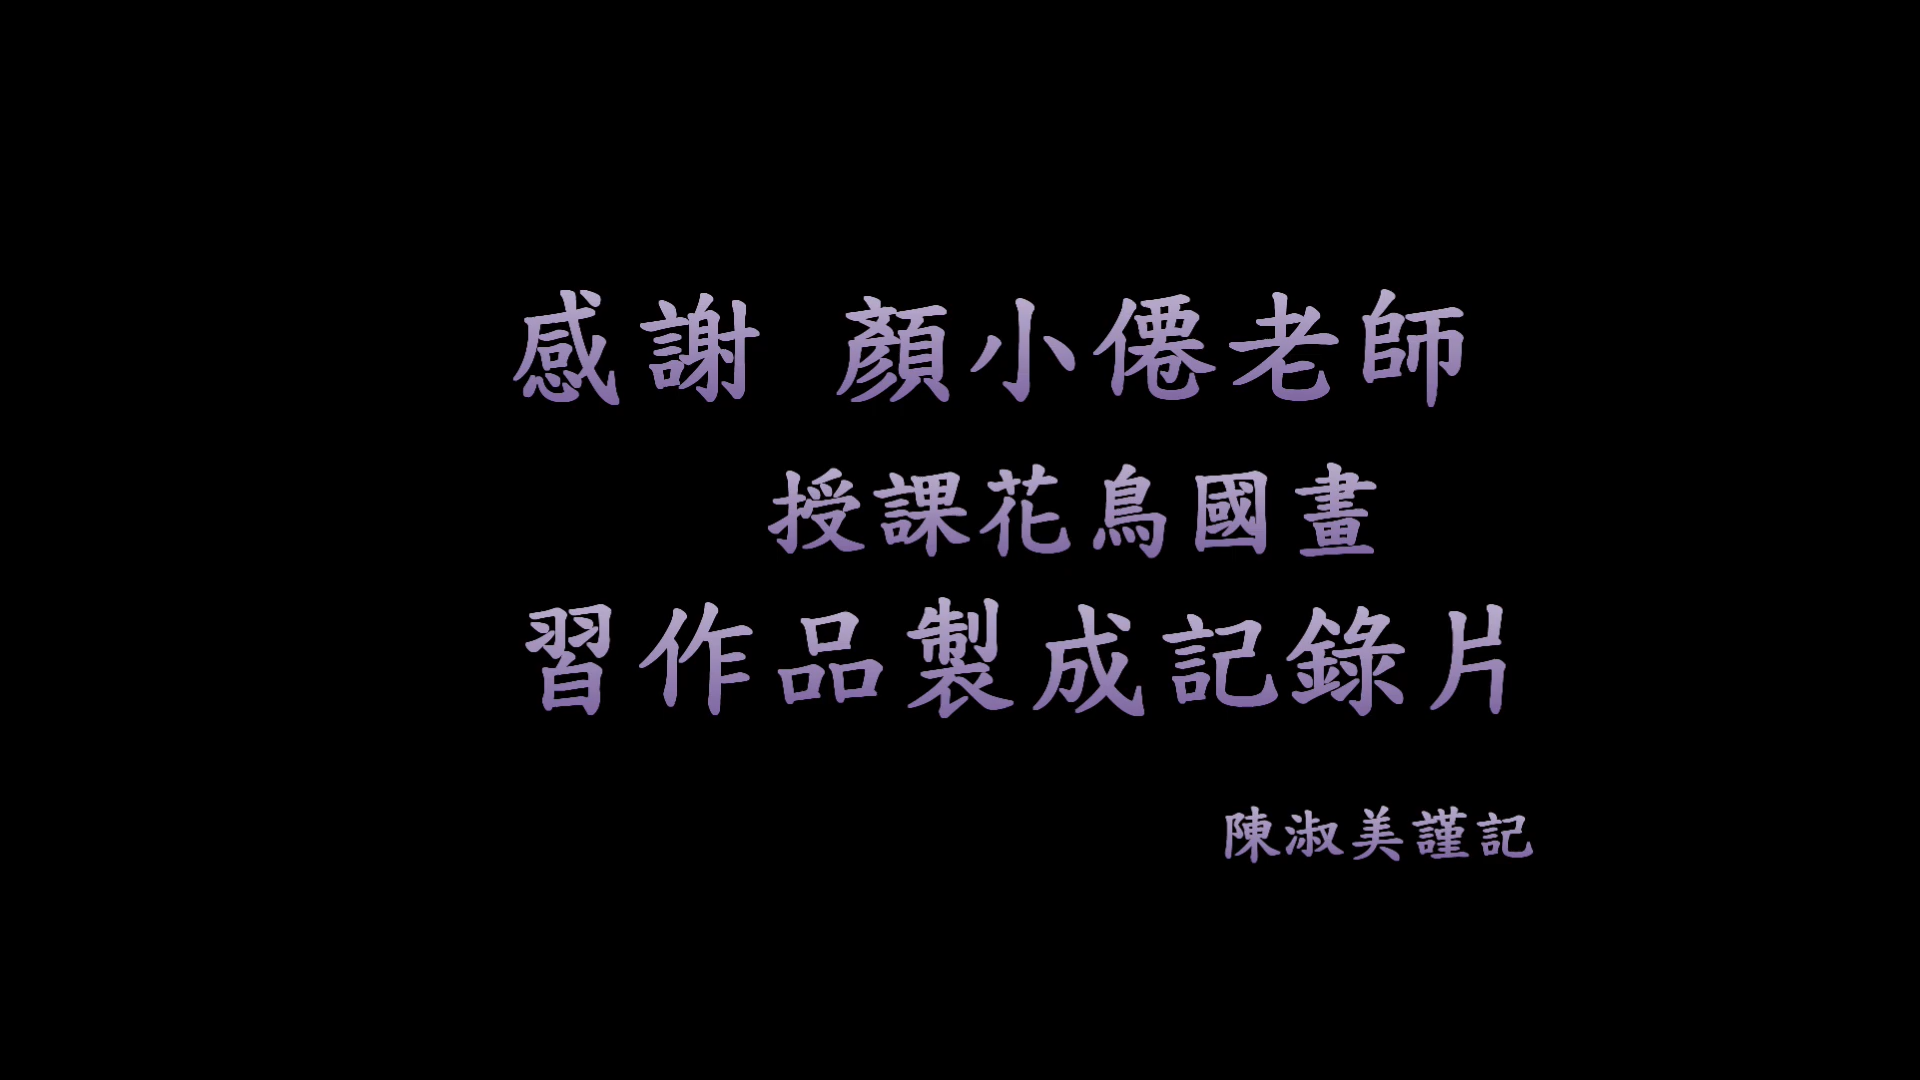 感謝 顏小僊老師
授課花鳥國畫
習作品製成記錄片
陳淑美謹記